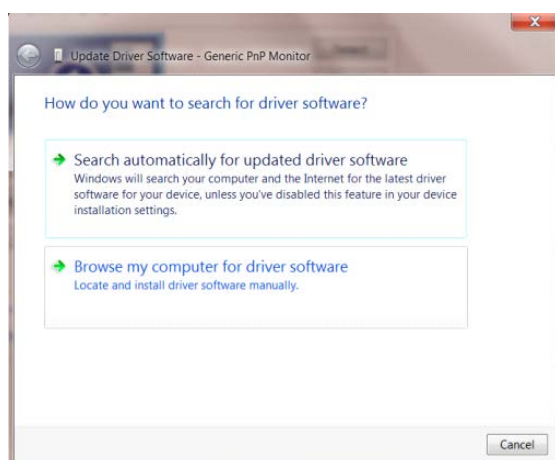 Update Driver Software - Generic PnP Monitor
How do you want to search for driver software?
Search automatically for updated driver software
Windows will search your computer and the Internet for the latest driver
software for your device, unless you've disabled this feature in your device
installation settings.
Browse my computer for driver software
Locate and install driver software manually.
Cancel